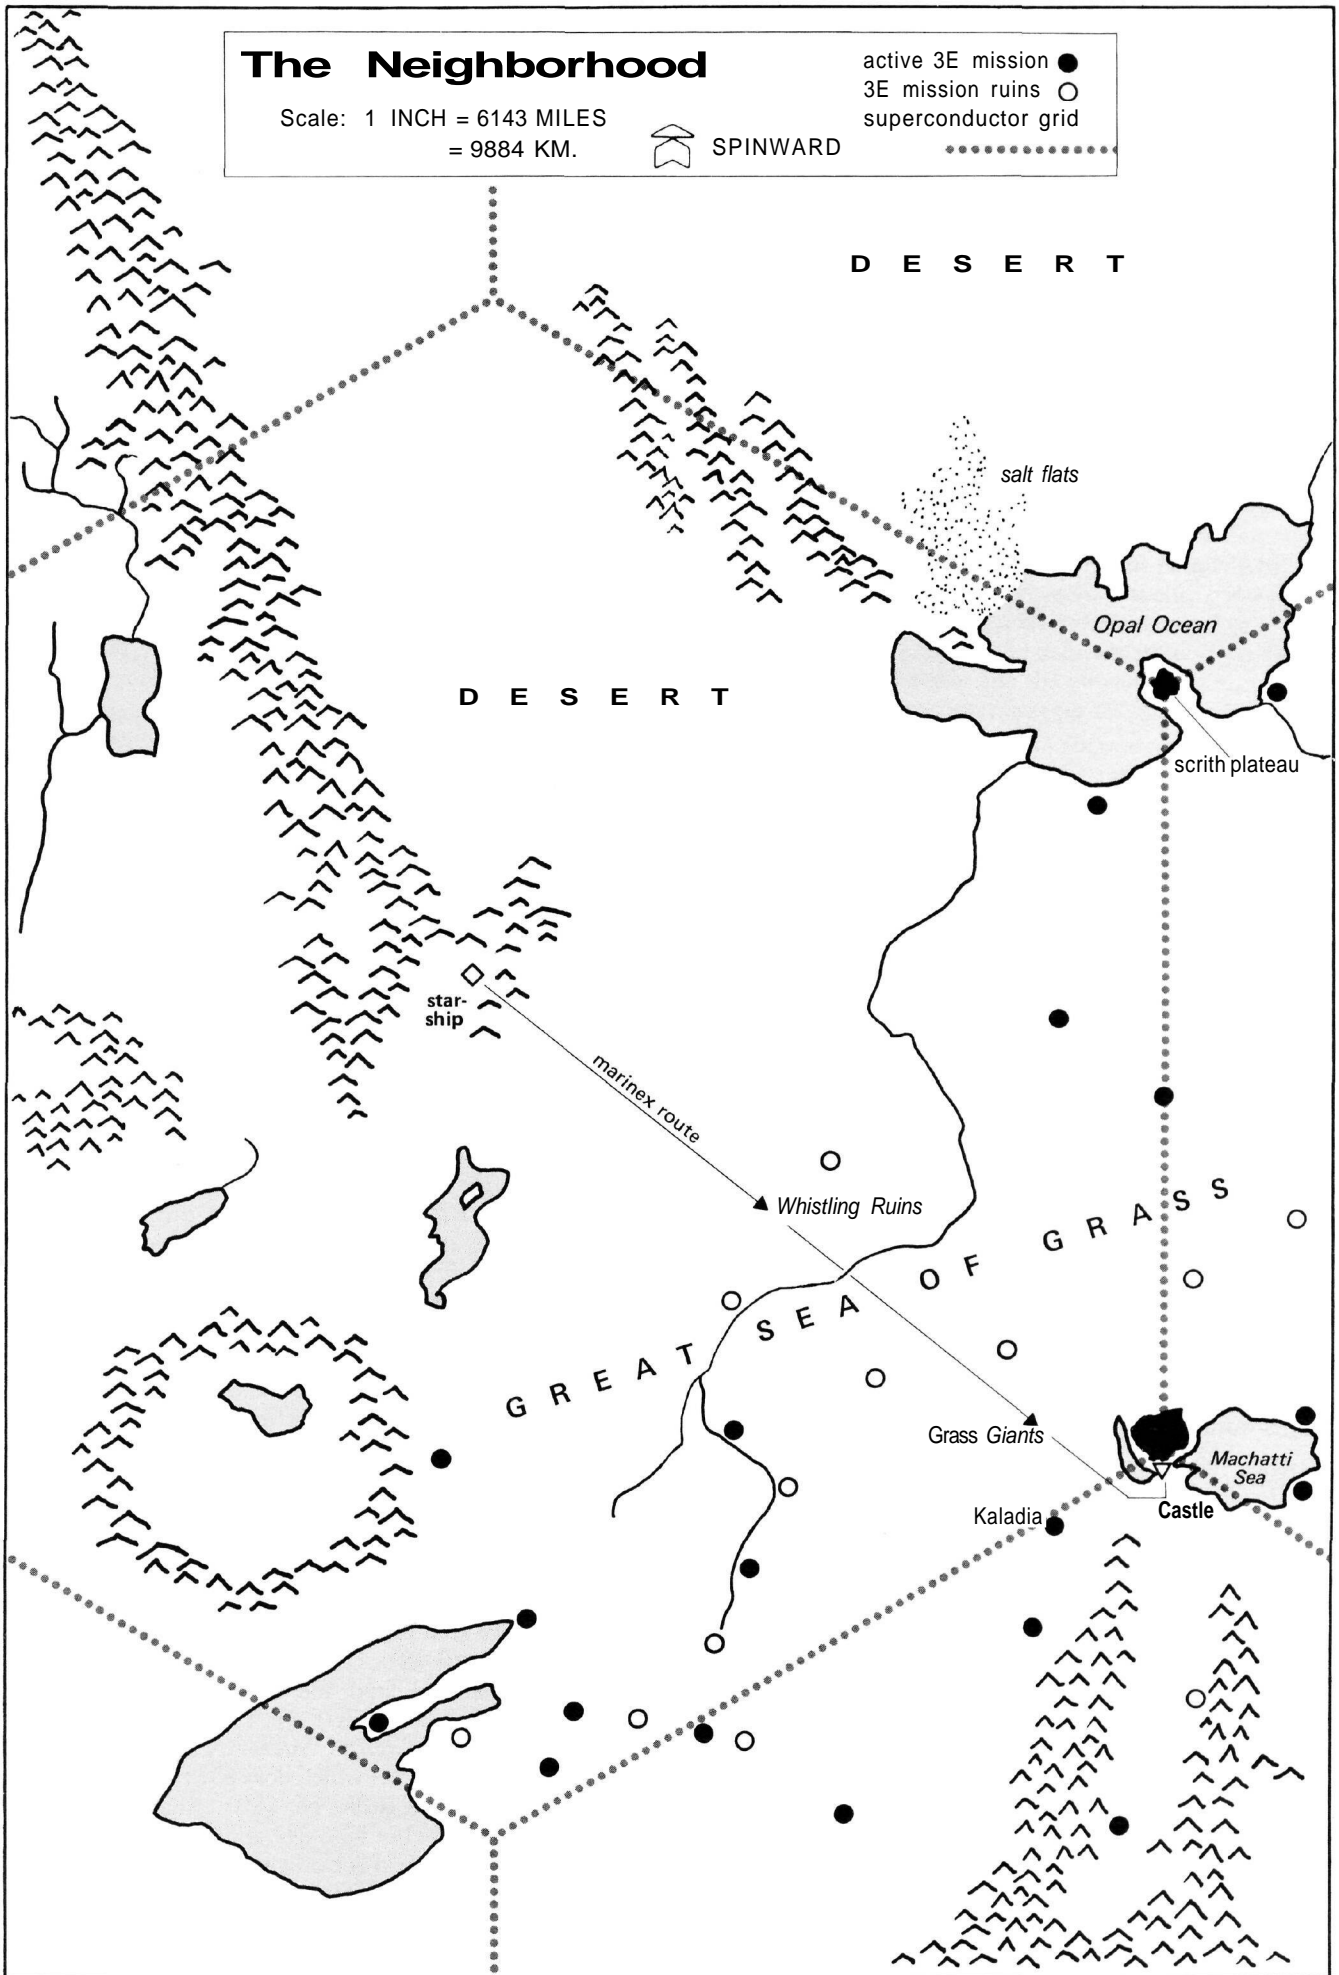 The Neighborhood
Scale: 1 INCH = 6143 MILES
= 9884 KM.
SPINWARD
active 3E mission
3E mission ruins
superconductor grid
D E S E R T
salt flats
Opal Ocean
D E S E R T
scrith plateau
star-
ship
marinex route
Whistling Ruins
G R E A T S E A O F G R A S S
Grass Giants
Machatti
Sea
Kaladia
Castle